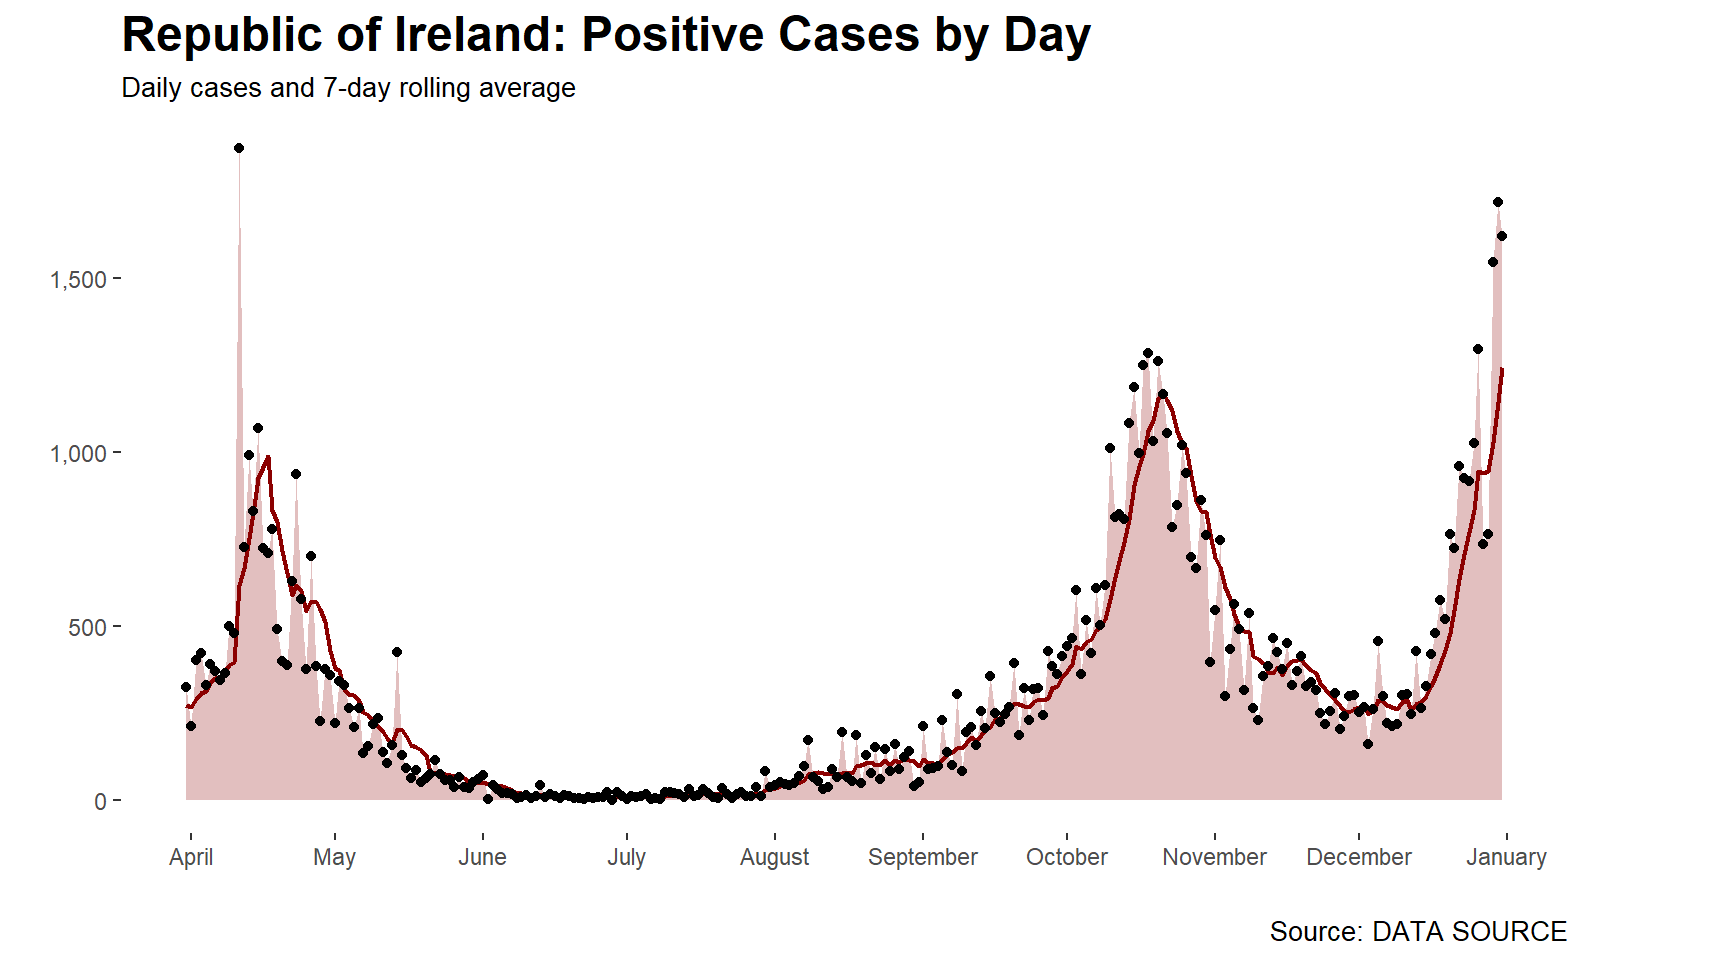 Republic of Ireland: Positive Cases by Day
Daily cases and 7-day rolling average
1,500
1,000
500
0
April May June July August September October November December January
Source: DATA SOURCE